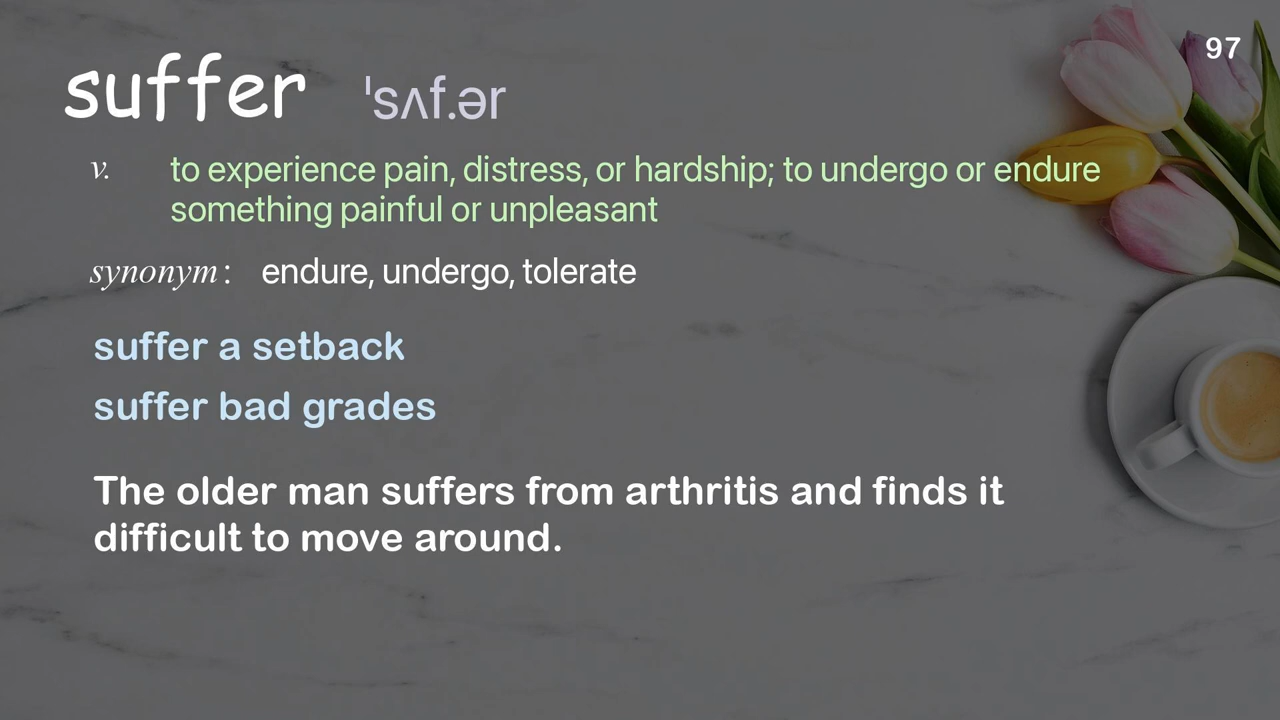 97
suffer ˈsʌf.ər
v. to experience pain, distress, or hardship; to undergo or endure
something painful or unpleasant
synonym: endure, undergo, tolerate
suffer a setback
suffer bad grades
The older man suffers from arthritis and finds it
difficult to move around.